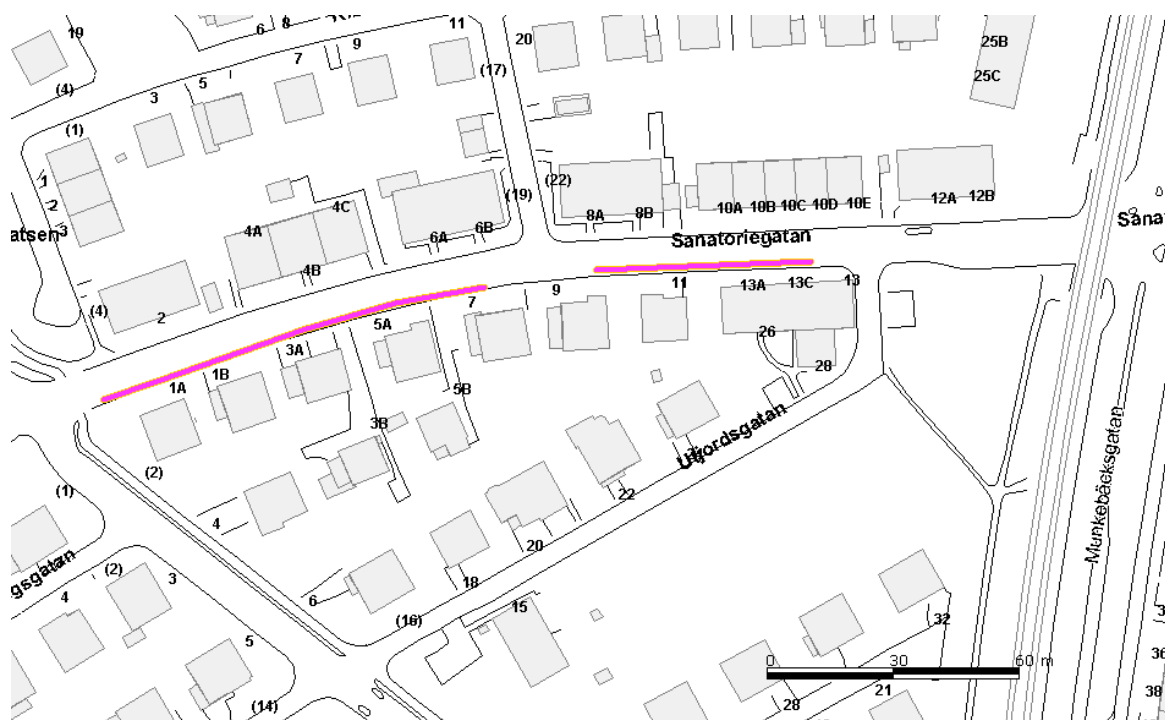 19
6
8
11
20
25B
25C
(4)
3
5
7
9
(17)
(1)
1
2
3
4C
4A
4B
6A
6B
(19)
(22)
8A
8B
10A
10B
10C
10D
10E
12A
12B
Sanatoriegatan
(4)
2
1A
1B
3A
5A
7
9
11
13A
13C
13
26
28
3B
5B
Utfjordsgatan
22
(2)
4
20
18
6
(16)
15
Munkebäcksgatan
(1)
(2)
4
3
5
(14)
32
0 30 60 m
21
28
36
38